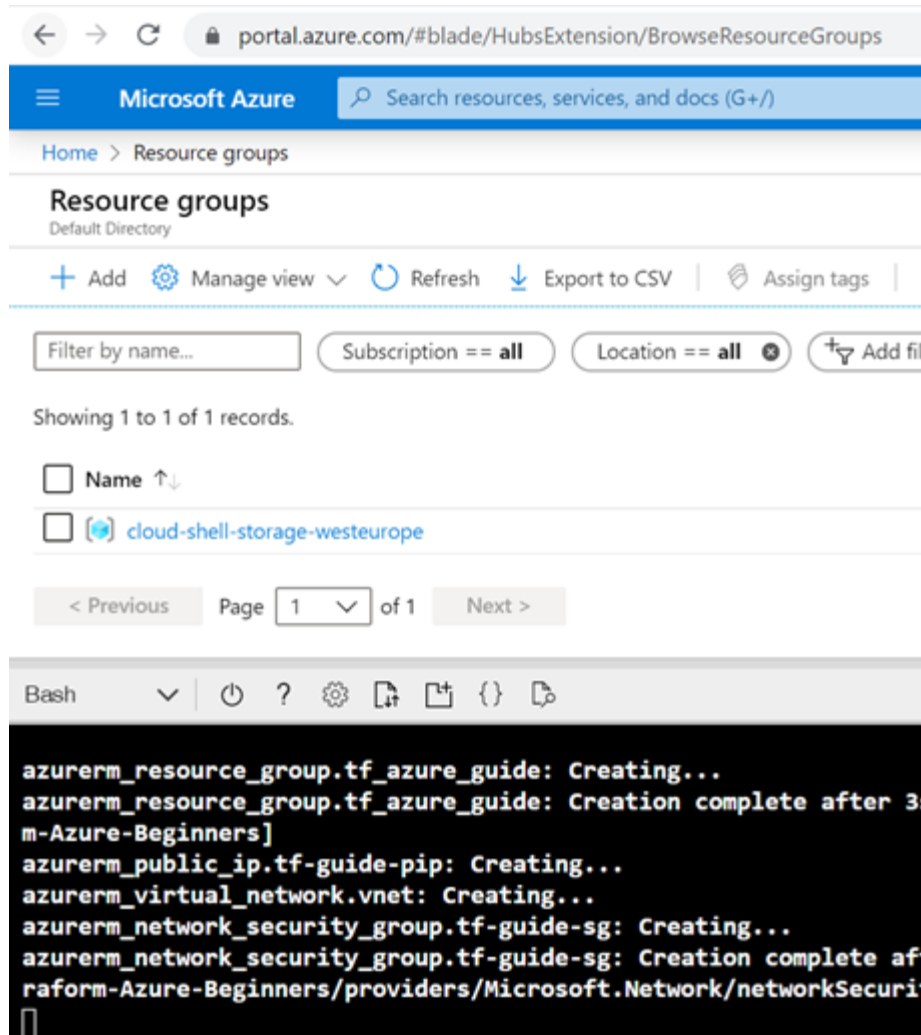 portal.azure.com/#blade/HubsExtension/BrowseResourceGroups
Microsoft Azure Search resources, services, and docs (G+/)
Home > Resource groups
Resource groups
Default Directory
+ Add Manage view Refresh Export to CSV Assign tags
Filter by name... Subscription == all Location == all Add fil
Showing 1 to 1 of 1 records.
Name ↑↓
cloud-shell-storage-westeurope
< Previous Page 1 of 1 Next >
Bash ? {}
azurerm_resource_group.tf_azure_guide: Creating...
azurerm_resource_group.tf_azure_guide: Creation complete after 3
m-Azure-Beginners]
azurerm_public_ip.tf-guide-pip: Creating...
azurerm_virtual_network.vnet: Creating...
azurerm_network_security_group.tf-guide-sg: Creating...
azurerm_network_security_group.tf-guide-sg: Creation complete af
raform-Azure-Beginners/providers/Microsoft.Network/networkSecuri